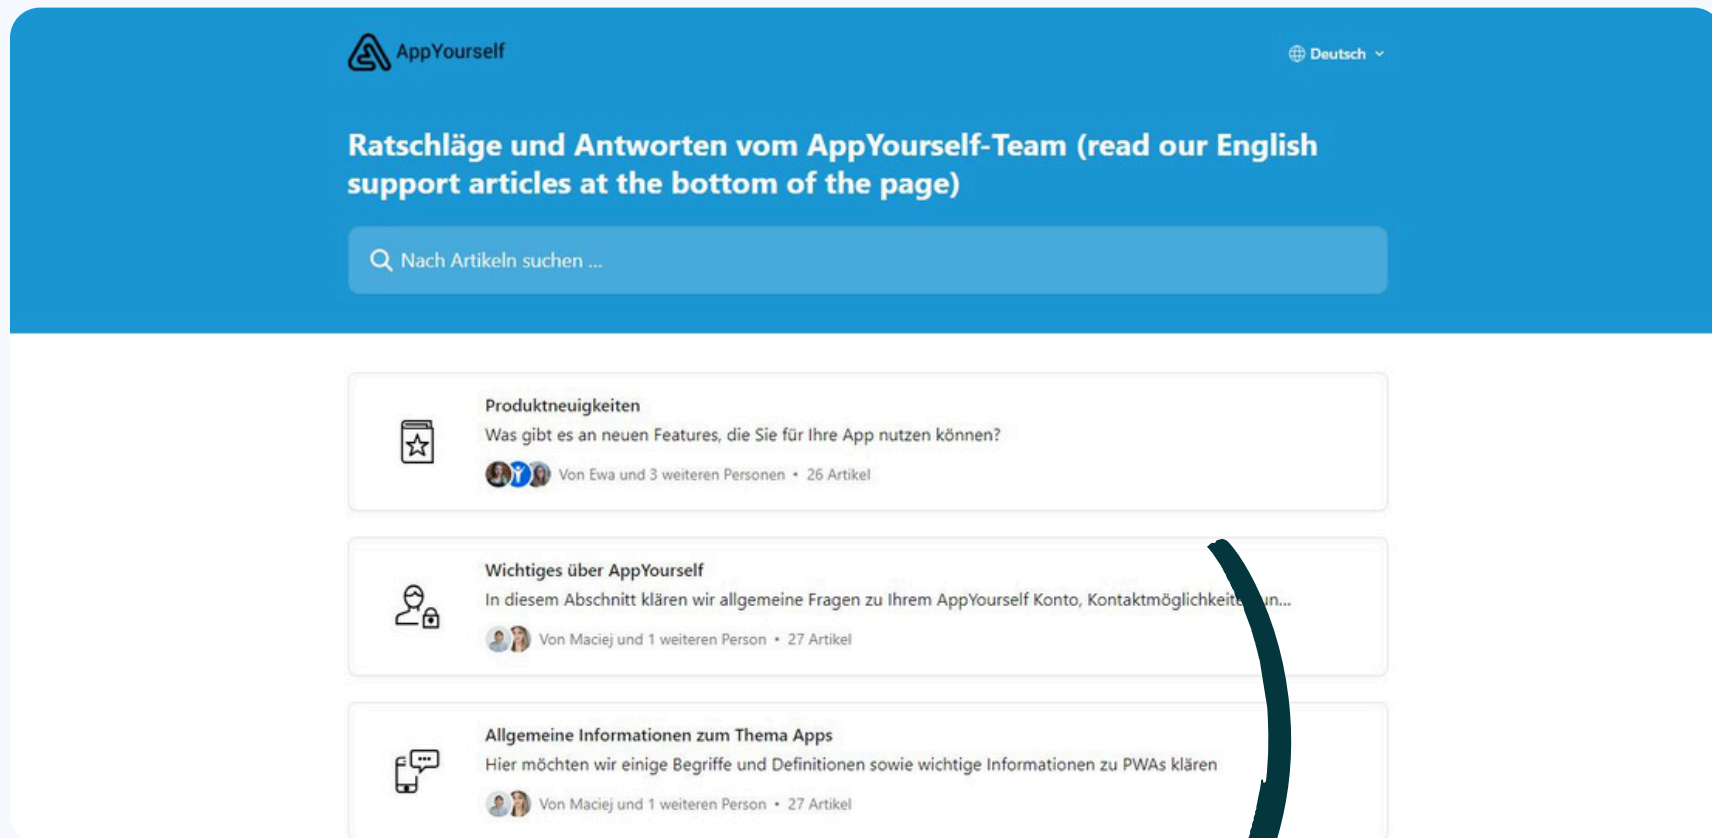 AppYourself
Deutsch
Ratschläge und Antworten vom AppYourself-Team (read our English
support articles at the bottom of the page)
Nach Artikeln suchen ...
Produktneuigkeiten
Was gibt es an neuen Features, die Sie für Ihre App nutzen können?
Von Ewa und 3 weiteren Personen • 26 Artikel
Wichtiges über AppYourself
In diesem Abschnitt klären wir allgemeine Fragen zu Ihrem AppYourself Konto, un...
Von Maciej und 1 weiteren Person • 27 Artikel
Allgemeine Informationen zum Thema Apps
Hier möchten wir einige Begriffe und Definitionen sowie wichtige Informationen zu PWAs klären
Von Maciej und 1 weiteren Person • 27 Artikel